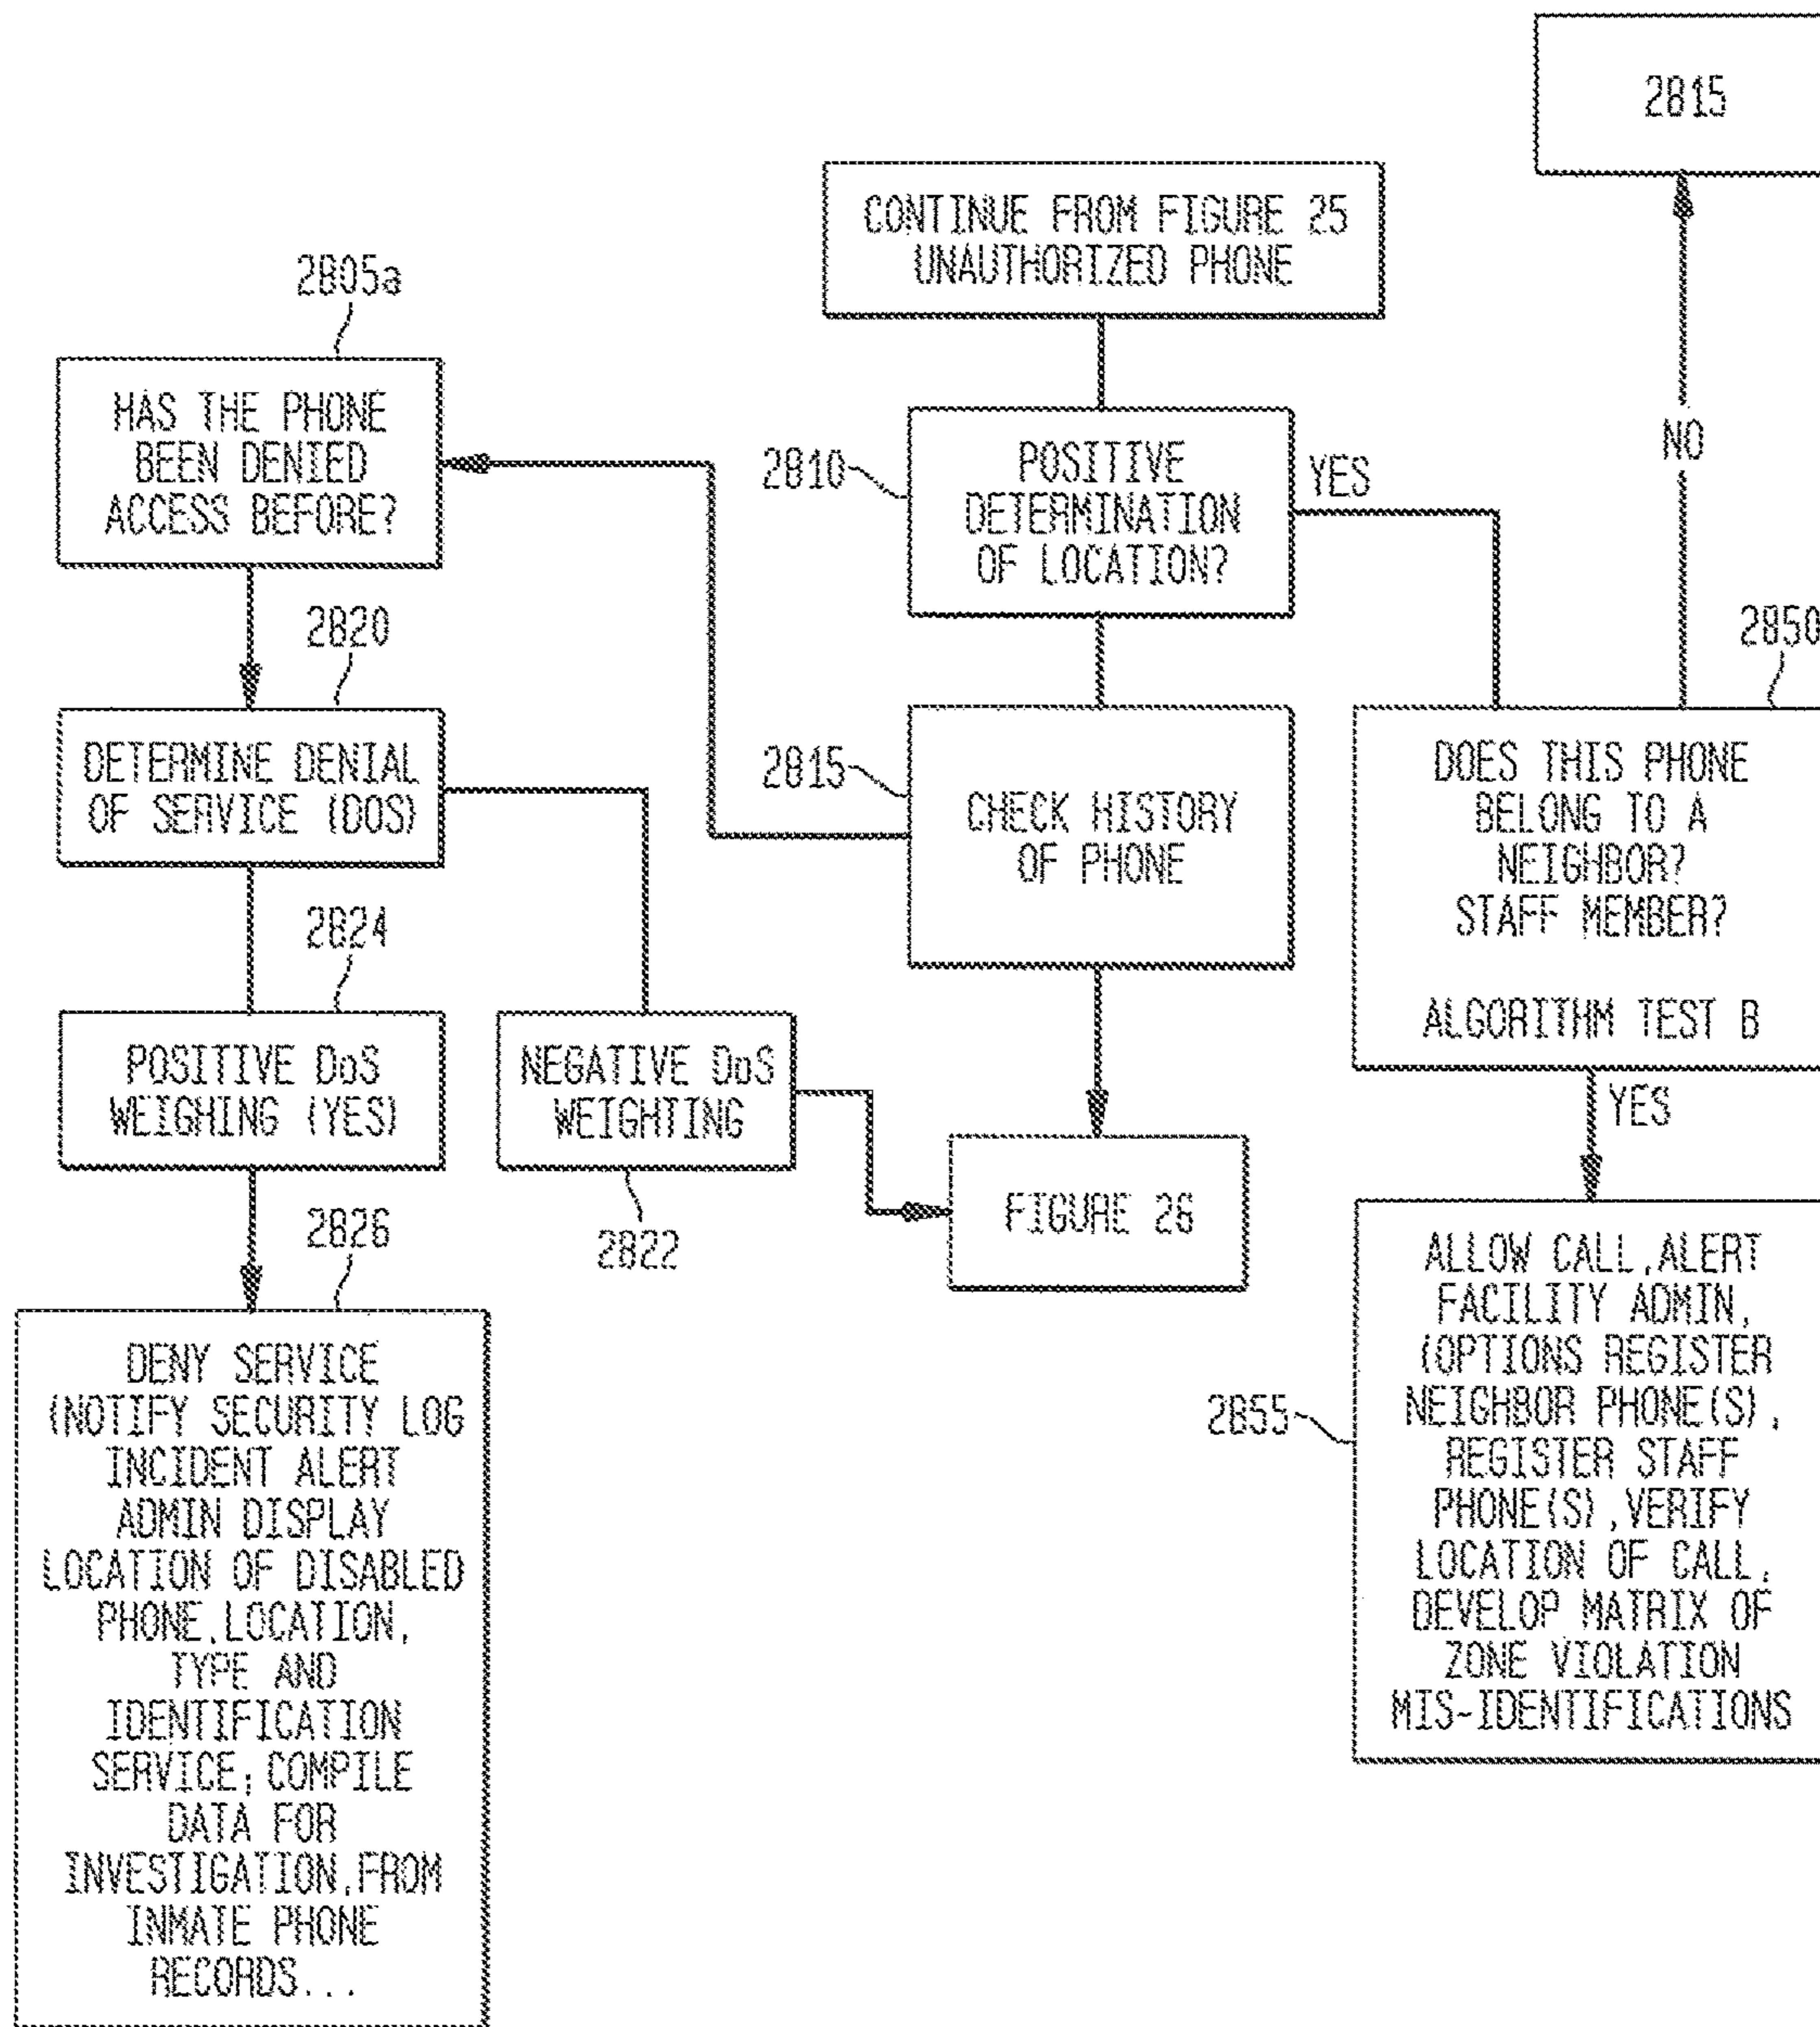 2815
CONTINUE FROM FIGURE 25
UNAUTHORIZED PHONE
2805a
HAS THE PHONE
BEEN DENIED
ACCESS BEFORE?
2810
POSITIVE
DETERMINATION
OF LOCATION?
YES
NO
2820
DETERMINE DENIAL
OF SERVICE (DOS)
2815
CHECK HISTORY
OF PHONE
2850
DOES THIS PHONE
BELONG TO A
NEIGHBOR?
STAFF MEMBER?
ALGORITHM TEST B
YES
2824
POSITIVE DoS
WEIGHING (YES)
NEGATIVE DoS
WEIGHTING
2822
FIGURE 26
2826
DENY SERVICE
(NOTIFY SECURITY LOG
INCIDENT ALERT
ADMIN DISPLAY
LOCATION OF DISABLED
PHONE, LOCATION,
TYPE AND
IDENTIFICATION
SERVICE, COMPILE
DATA FOR
INVESTIGATION, FROM
INMATE PHONE
RECORDS...
2855
ALLOW CALL, ALERT
FACILITY ADMIN,
(OPTIONS REGISTER
NEIGHBOR PHONE(S),
REGISTER STAFF
PHONE(S), VERIFY
LOCATION OF CALL,
DEVELOP MATRIX OF
ZONE VIOLATION
MIS-IDENTIFICATIONS